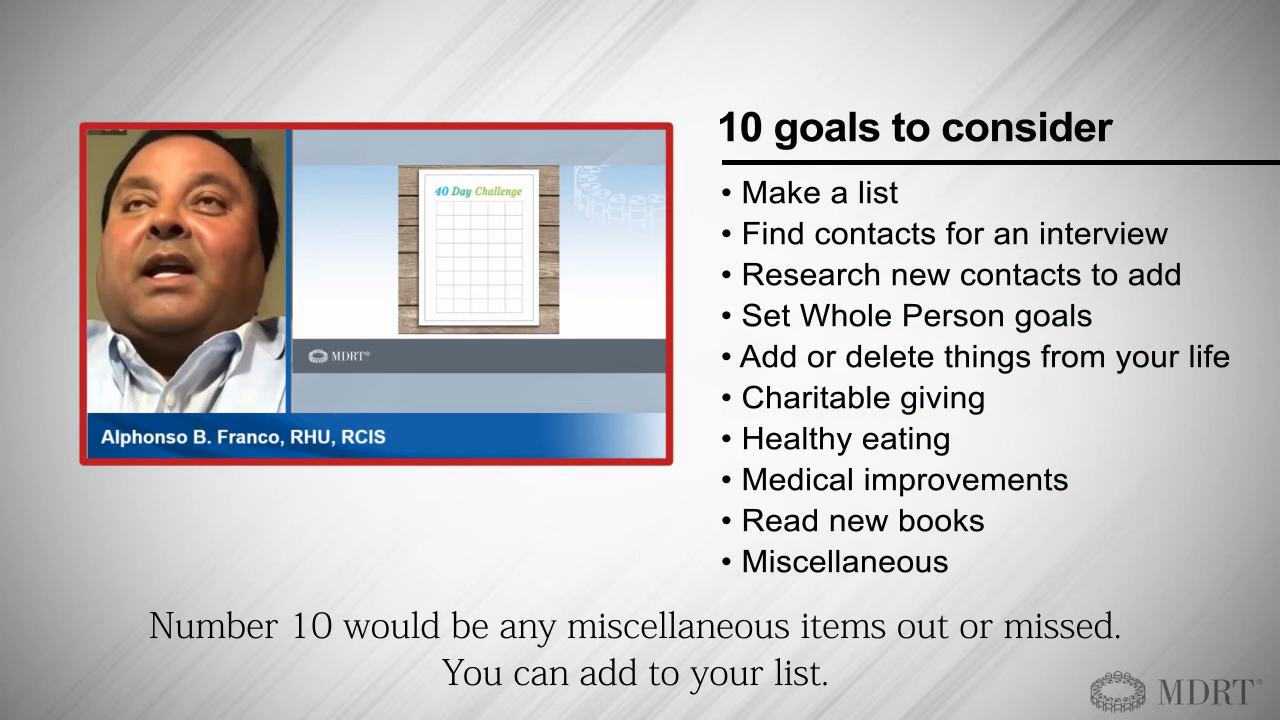 10 goals to consider
• Make a list
• Find contacts for an interview
• Research new contacts to add
• Set Whole Person goals
• Add or delete things from your life
• Charitable giving
• Healthy eating
• Medical improvements
• Read new books
• Miscellaneous
40 Day Challenge
MDRT®
Alphonso B. Franco, RHU, RCIS
Number 10 would be any miscellaneous items out or missed.
You can add to your list.
MDRT®